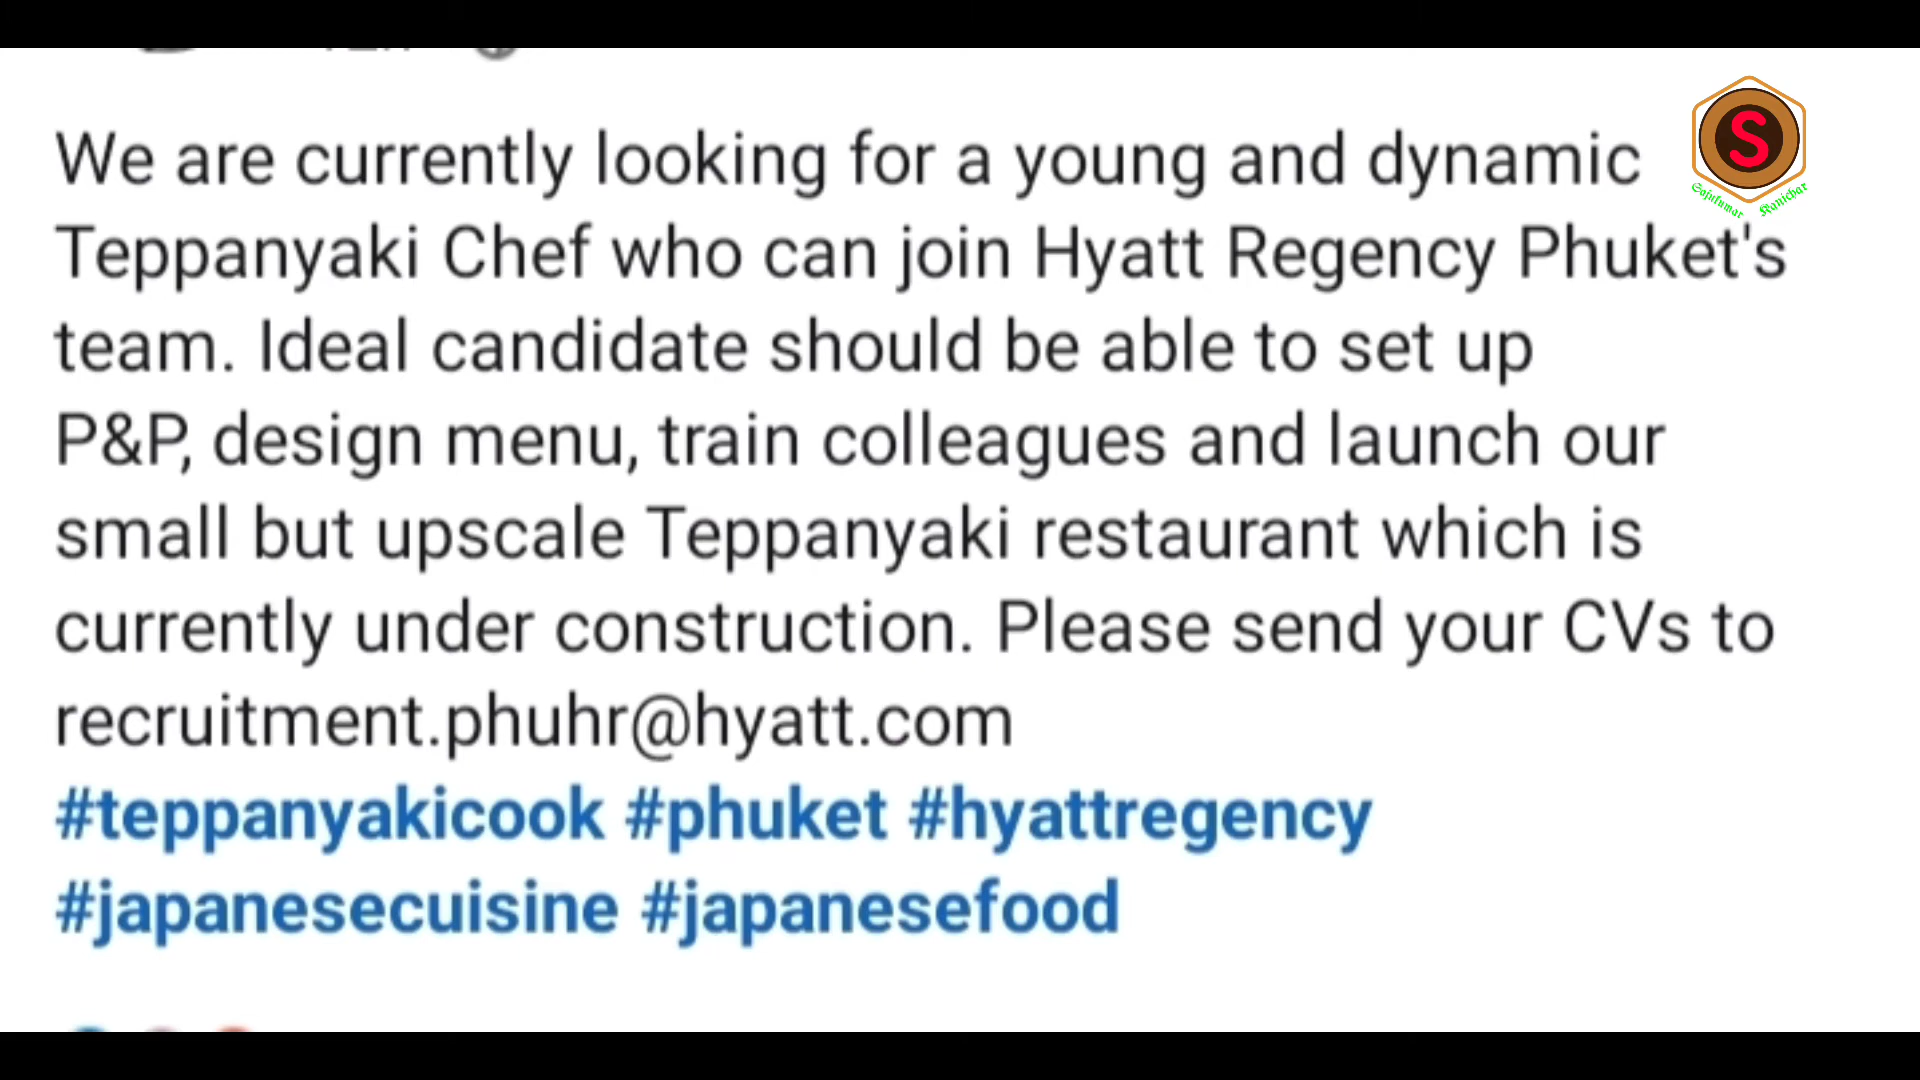 We are currently looking for a young and dynamic
Teppanyaki Chef who can join Hyatt Regency Phuket's
team. Ideal candidate should be able to set up
P&P, design menu, train colleagues and launch our
small but upscale Teppanyaki restaurant which is
currently under construction. Please send your CVs to
recruitment.phuhr@hyatt.com
#teppanyakicook #phuket #hyattregency
#japanesecuisine #japanesefood
S